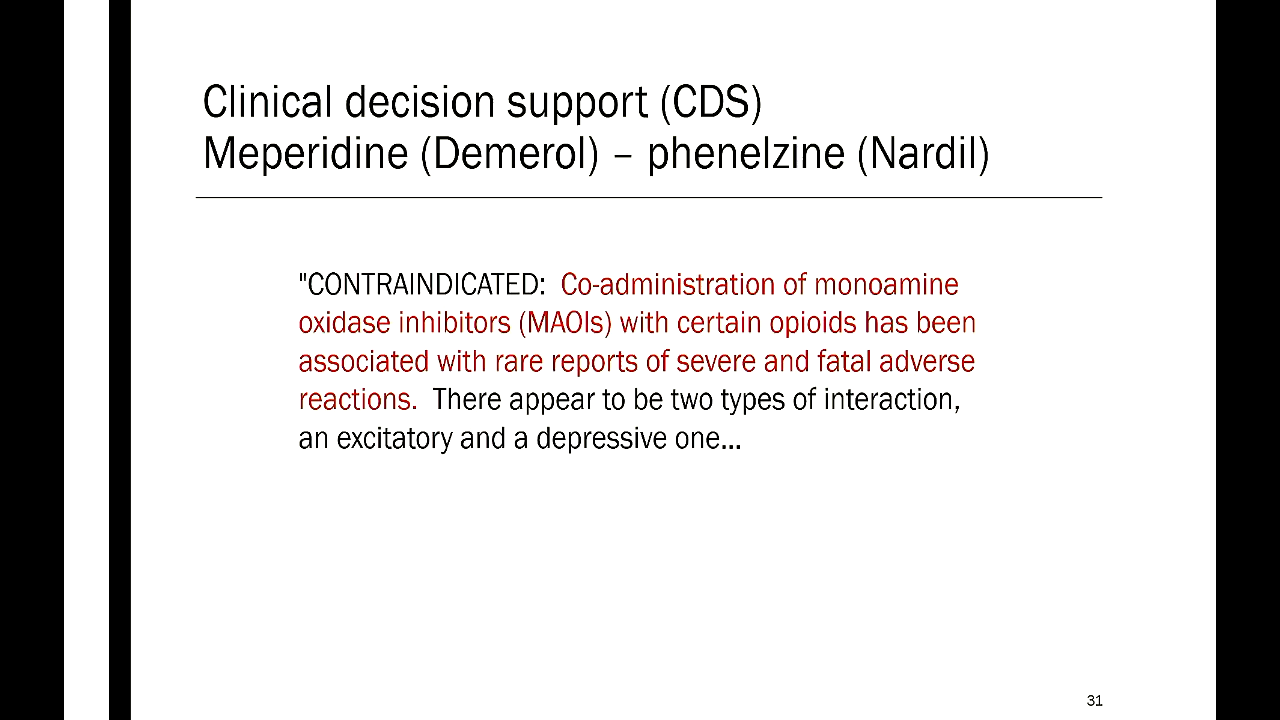 Clinical decision support (CDS)
Meperidine (Demerol) – phenelzine (Nardil)
"CONTRAINDICATED:  Co-administration of monoamine
oxidase inhibitors (MAOIs) with certain opioids has been
associated with rare reports of severe and fatal adverse
reactions.  There appear to be two types of interaction,
an excitatory and a depressive one...
31